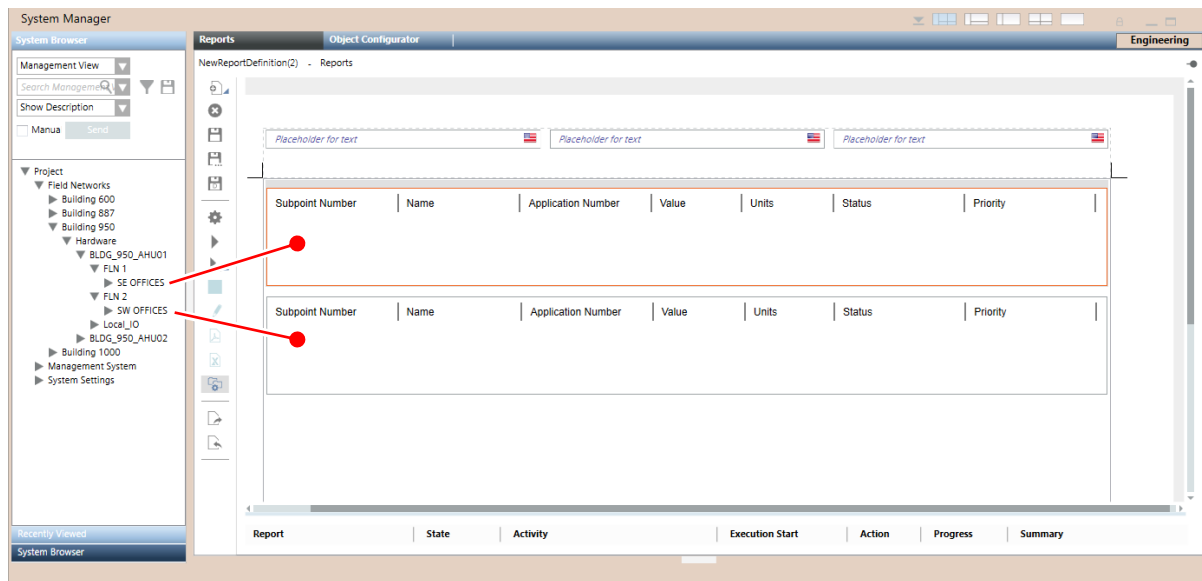 System Manager
System Browser
Reports
Object Configurator
Engineering
Management View
NewReportDefinition(2) - Reports
Search Management
Show Description
Manua
Send
Placeholder for text
Placeholder for text
Placeholder for text
Project
Field Networks
Building 600
Building 887
Building 950
Hardware
BLDG_950_AHU01
FLN 1
SE OFFICES
FLN 2
SW OFFICES
Local_IO
BLDG_950_AHU02
Building 1000
Management System
System Settings
Subpoint Number Name Application Number Value Units Status Priority
Subpoint Number Name Application Number Value Units Status Priority
Recently Viewed
System Browser
Report State Activity Execution Start Action Progress Summary